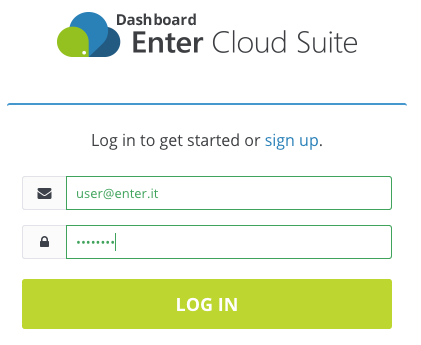 Dashboard
Enter Cloud Suite
Log in to get started or sign up.
user@enter.it
••••••••
LOG IN